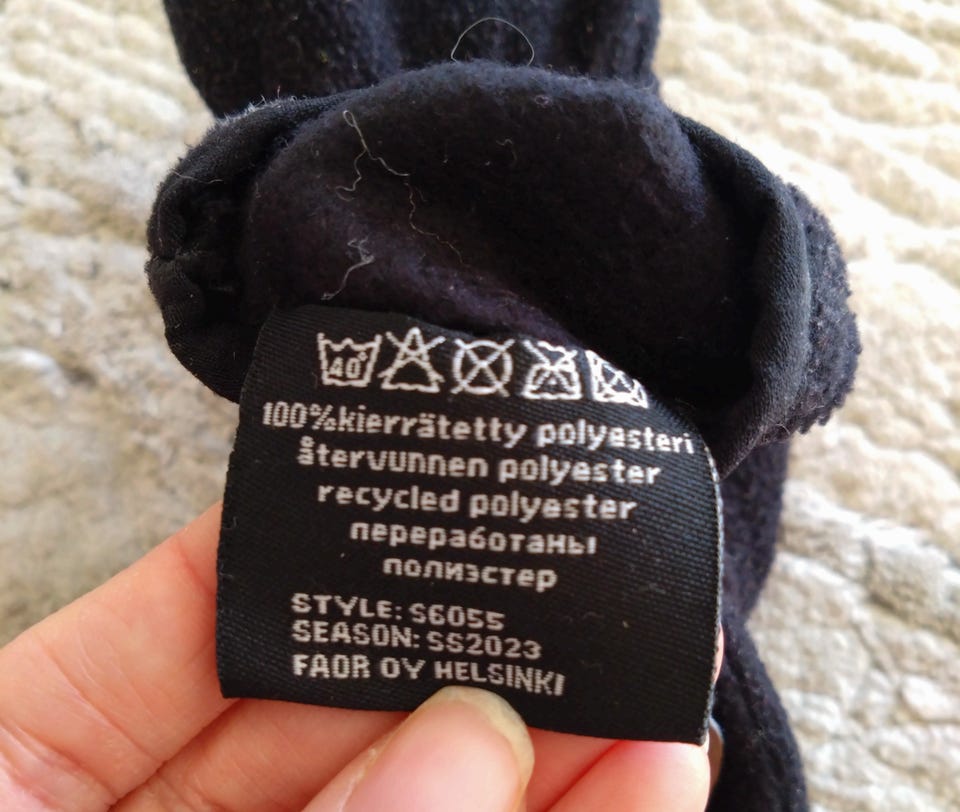 40°
100%kierrätetty polyesteri
återvunnen polyester
recycled polyester
переработаны
полиэстер
STYLE: S6055
SEASON: SS2023
FAOR OY HELSINKI